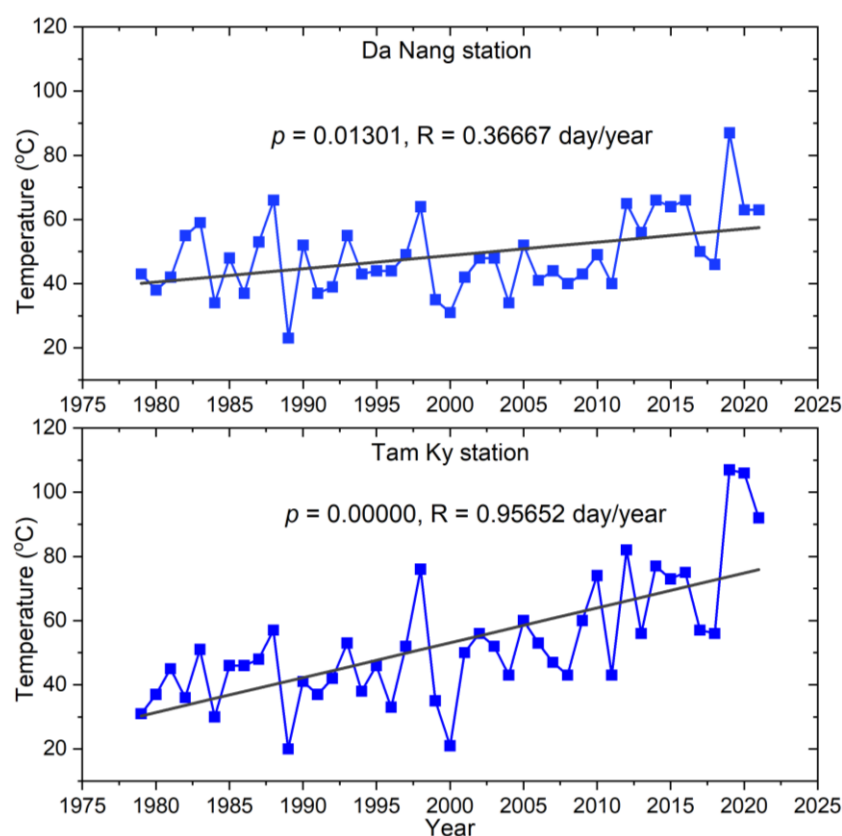 Da Nang station
p = 0.01301, R = 0.36667 day/year
Temperature (°C)
120
100
80
60
40
20
1975 1980 1985 1990 1995 2000 2005 2010 2015 2020 2025
Tam Ky station
p = 0.00000, R = 0.95652 day/year
Temperature (°C)
120
100
80
60
40
20
1975 1980 1985 1990 1995 2000 2005 2010 2015 2020 2025
Year